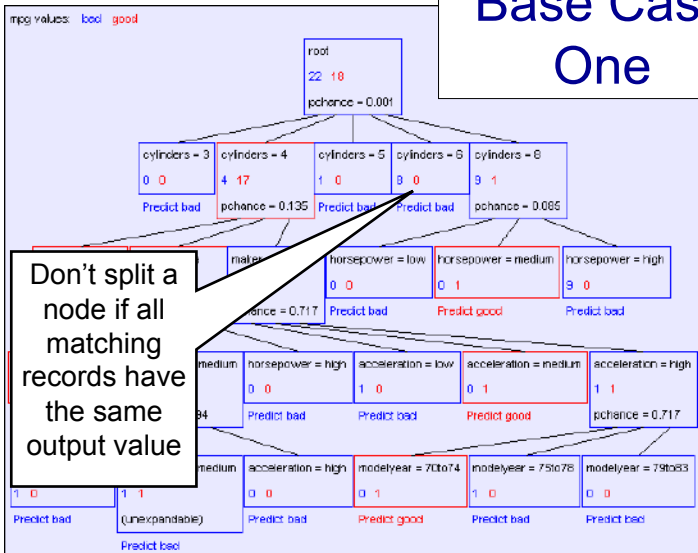 Base Cas
One
mpg values: bad good
root
22 18
pchance = 0.001
cylinders = 3 cylinders = 4 cylinders = 5 cylinders = 6 cylinders = 8
0 0 4 17 1 0 8 0 9 1
Predict bad pchance = 0.135 Predict bad Predict bad pchance = 0.085
Don’t split a
node if all
matching
records have
the same
output value
maker horsepower = low horsepower = medium horsepower = high
0 0 0 1 9 0
ance = 0.717 Predict bad Predict good Predict bad
medium horsepower = high acceleration = low acceleration = medium acceleration = high
0 0 1 0 0 1 1 1
94 Predict bad Predict bad Predict good pchance = 0.717
medium acceleration = high modelyear = 70to74 modelyear = 75to78 modelyear = 79to83
1 0 1 1 0 0 0 1 1 0 0 0
Predict bad (unexpandable) Predict bad Predict good Predict bad Predict bad
Predict bad